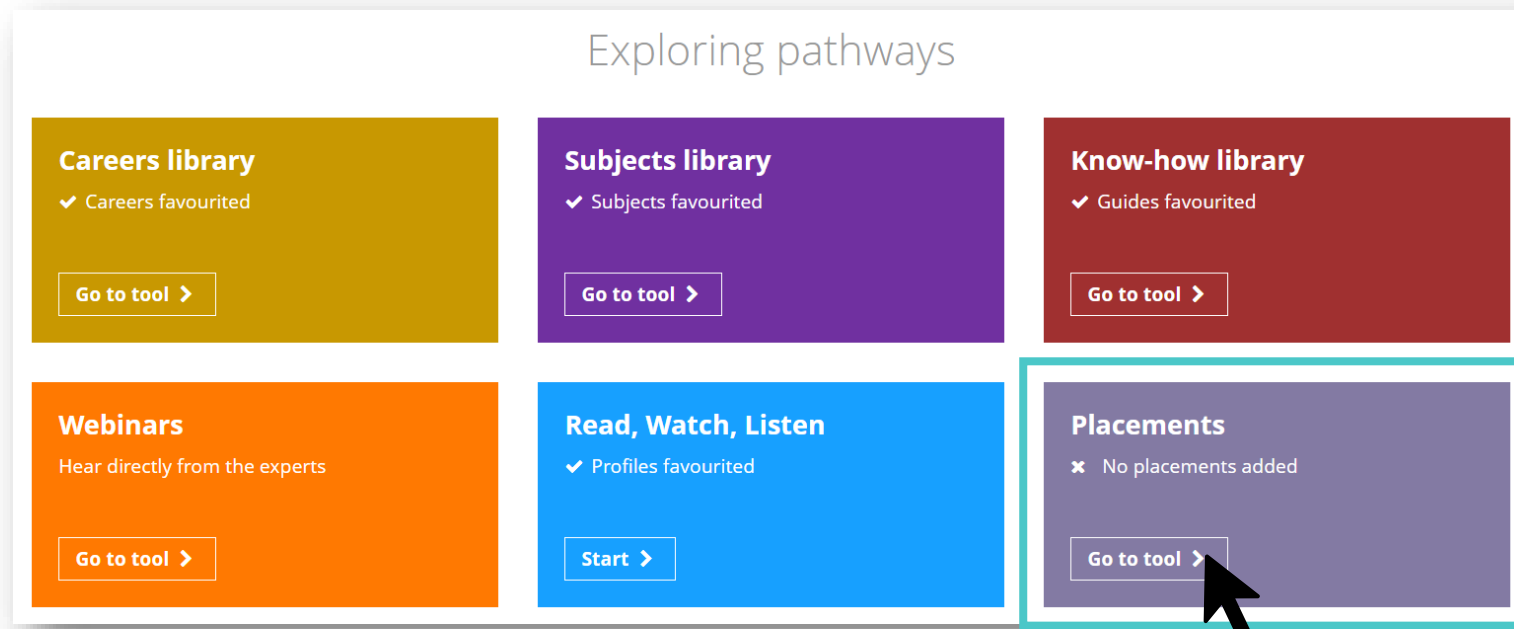 Exploring pathways
Careers library
Careers favourited
Go to tool
Subjects library
Subjects favourited
Go to tool
Know-how library
Guides favourited
Go to tool
Webinars
Hear directly from the experts
Go to tool
Read, Watch, Listen
Profiles favourited
Start
Placements
No placements added
Go to tool